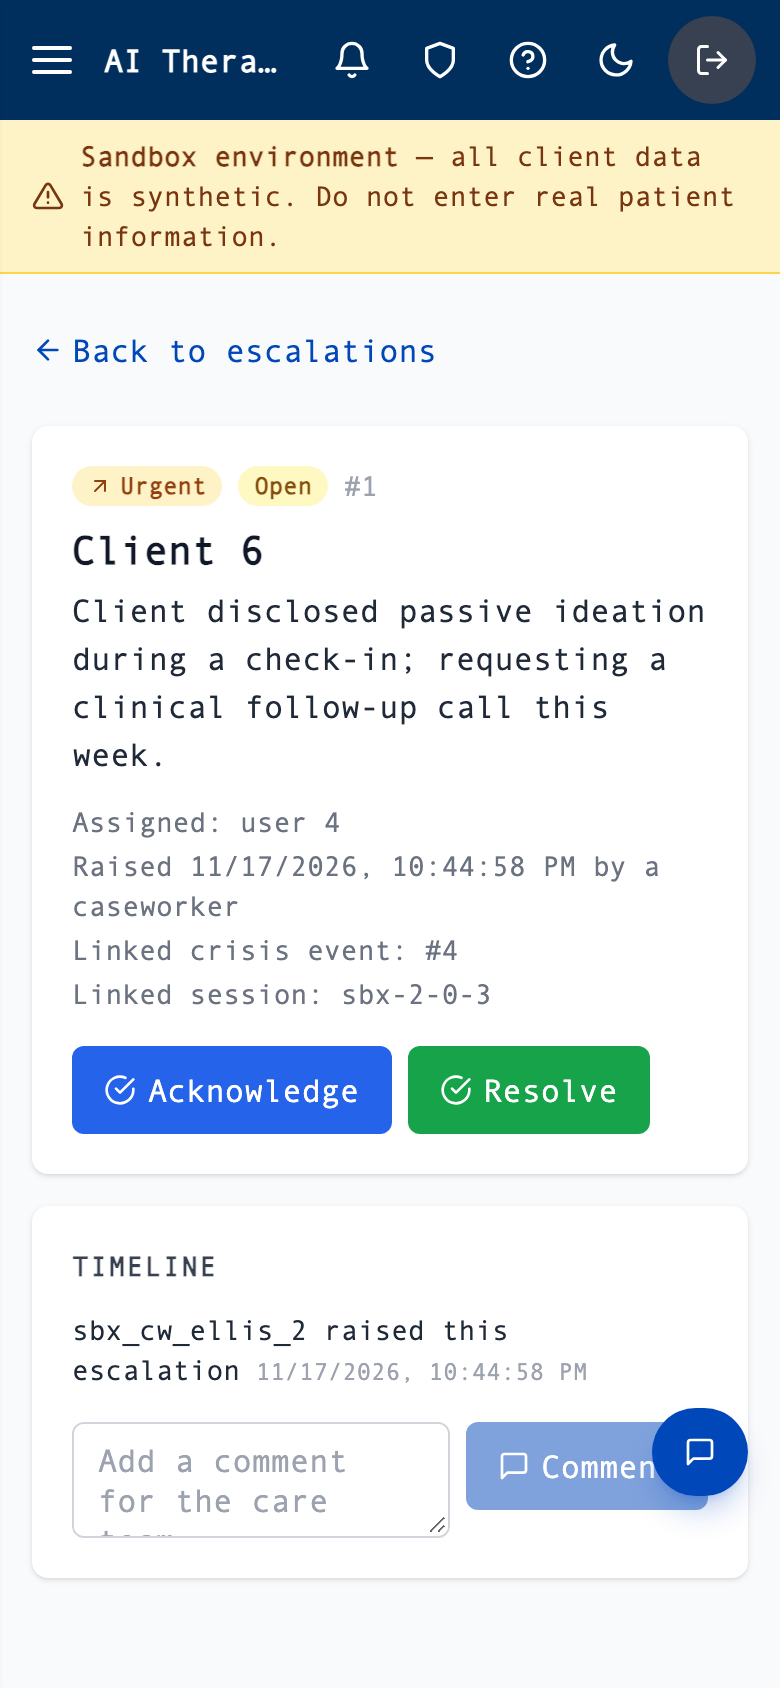 AI Thera…
Sandbox environment — all client data
is synthetic. Do not enter real patient
information.
Back to escalations
Urgent Open #1
Client 6
Client disclosed passive ideation
during a check-in; requesting a
clinical follow-up call this
week.
Assigned: user 4
Raised 11/17/2026, 10:44:58 PM by a
caseworker
Linked crisis event: #4
Linked session: sbx-2-0-3
Acknowledge Resolve
TIMELINE
sbx_cw_ellis_2 raised this
escalation 11/17/2026, 10:44:58 PM
Add a comment
for the care
Commen